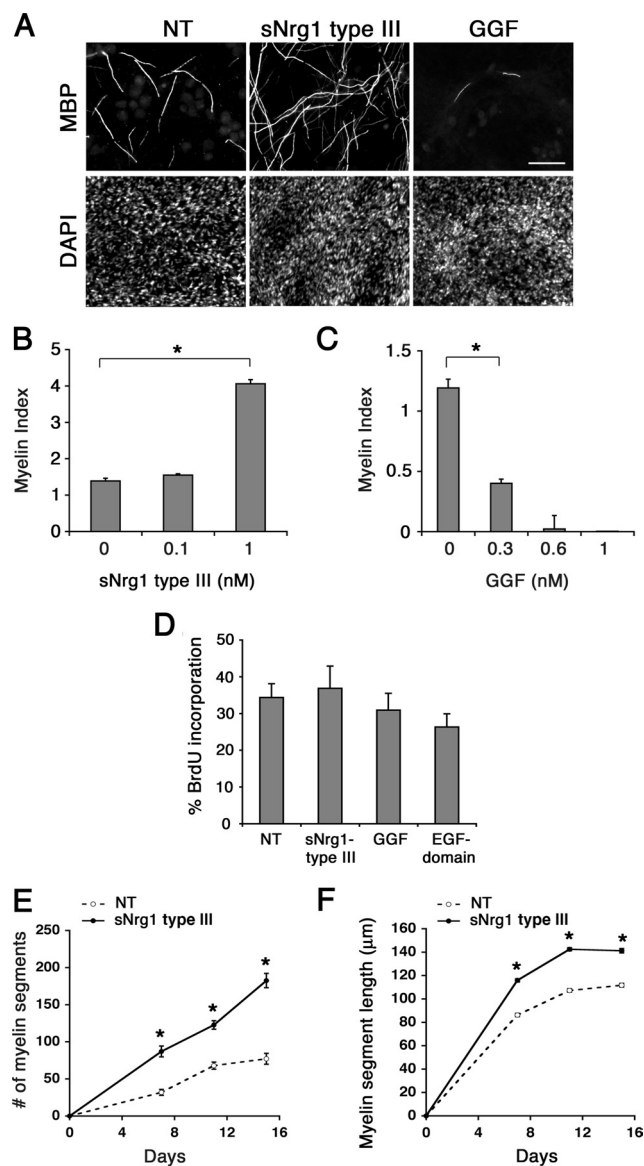 A
NT sNrg1 type III GGF
MBP
DAPI
B
*
Myelin Index
5
4
3
2
1
0
0 0.1 1
sNrg1 type III (nM)
C
*
Myelin Index
1.5
1
0.5
0
0 0.3 0.6 1
GGF (nM)
D
% BrdU incorporation
50
40
30
20
10
0
NT sNrg1- GGF EGF-
type III domain
E
NT
sNrg1 type III
# of myelin segments
250
200
150
100
50
0
* * *
0 4 8 12 16
Days
F
NT
sNrg1 type III
Myelin segment length (μm)
160
140
120
100
80
60
40
20
0
* * *
0 4 8 12 16
Days